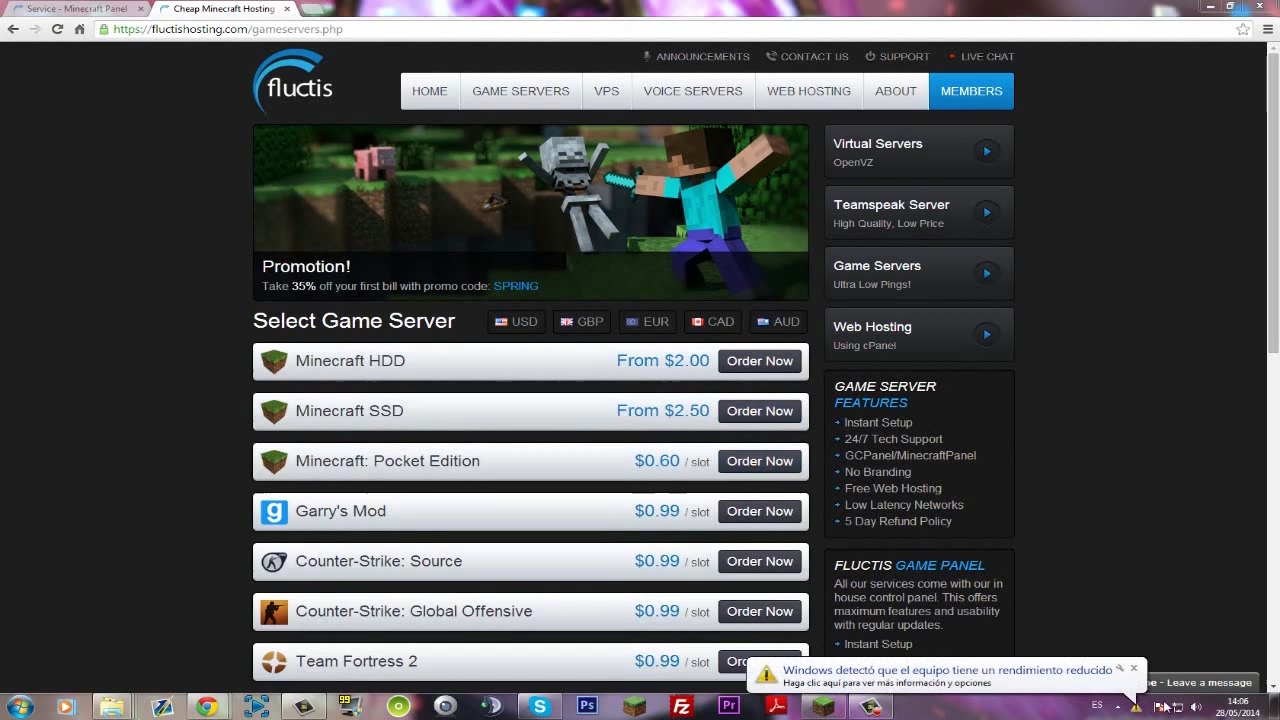 Service - Minecraft Panel
Cheap Minecraft Hosting
https://fluctishosting.com/gameservers.php
fluctis
ANNOUNCEMENTS
CONTACT US
SUPPORT
LIVE CHAT
HOME
GAME SERVERS
VPS
VOICE SERVERS
WEB HOSTING
ABOUT
MEMBERS
Promotion!
Take 35% off your first bill with promo code: SPRING
Virtual Servers
OpenVZ
Teamspeak Server
High Quality, Low Price
Game Servers
Ultra Low Pings!
Web Hosting
Using cPanel
Select Game Server
USD
GBP
EUR
CAD
AUD
Minecraft HDD From $2.00 Order Now
Minecraft SSD From $2.50 Order Now
Minecraft: Pocket Edition $0.60 / slot Order Now
Garry's Mod $0.99 / slot Order Now
Counter-Strike: Source $0.99 / slot Order Now
Counter-Strike: Global Offensive $0.99 / slot Order Now
Team Fortress 2 $0.99 / slot
GAME SERVER
FEATURES
Instant Setup
24/7 Tech Support
GCPanel/MinecraftPanel
No Branding
Free Web Hosting
Low Latency Networks
5 Day Refund Policy
FLUCTIS GAME PANEL
All our services come with our in
house control panel. This offers
maximum features and usability
with regular updates.
Instant Setup
Windows detectó que el equipo tiene un rendimiento reducido
Haga clic aquí para ver más información y opciones
e - Leave a message
99
Ps
Fz
Pr
ES
14:06
28/05/2014